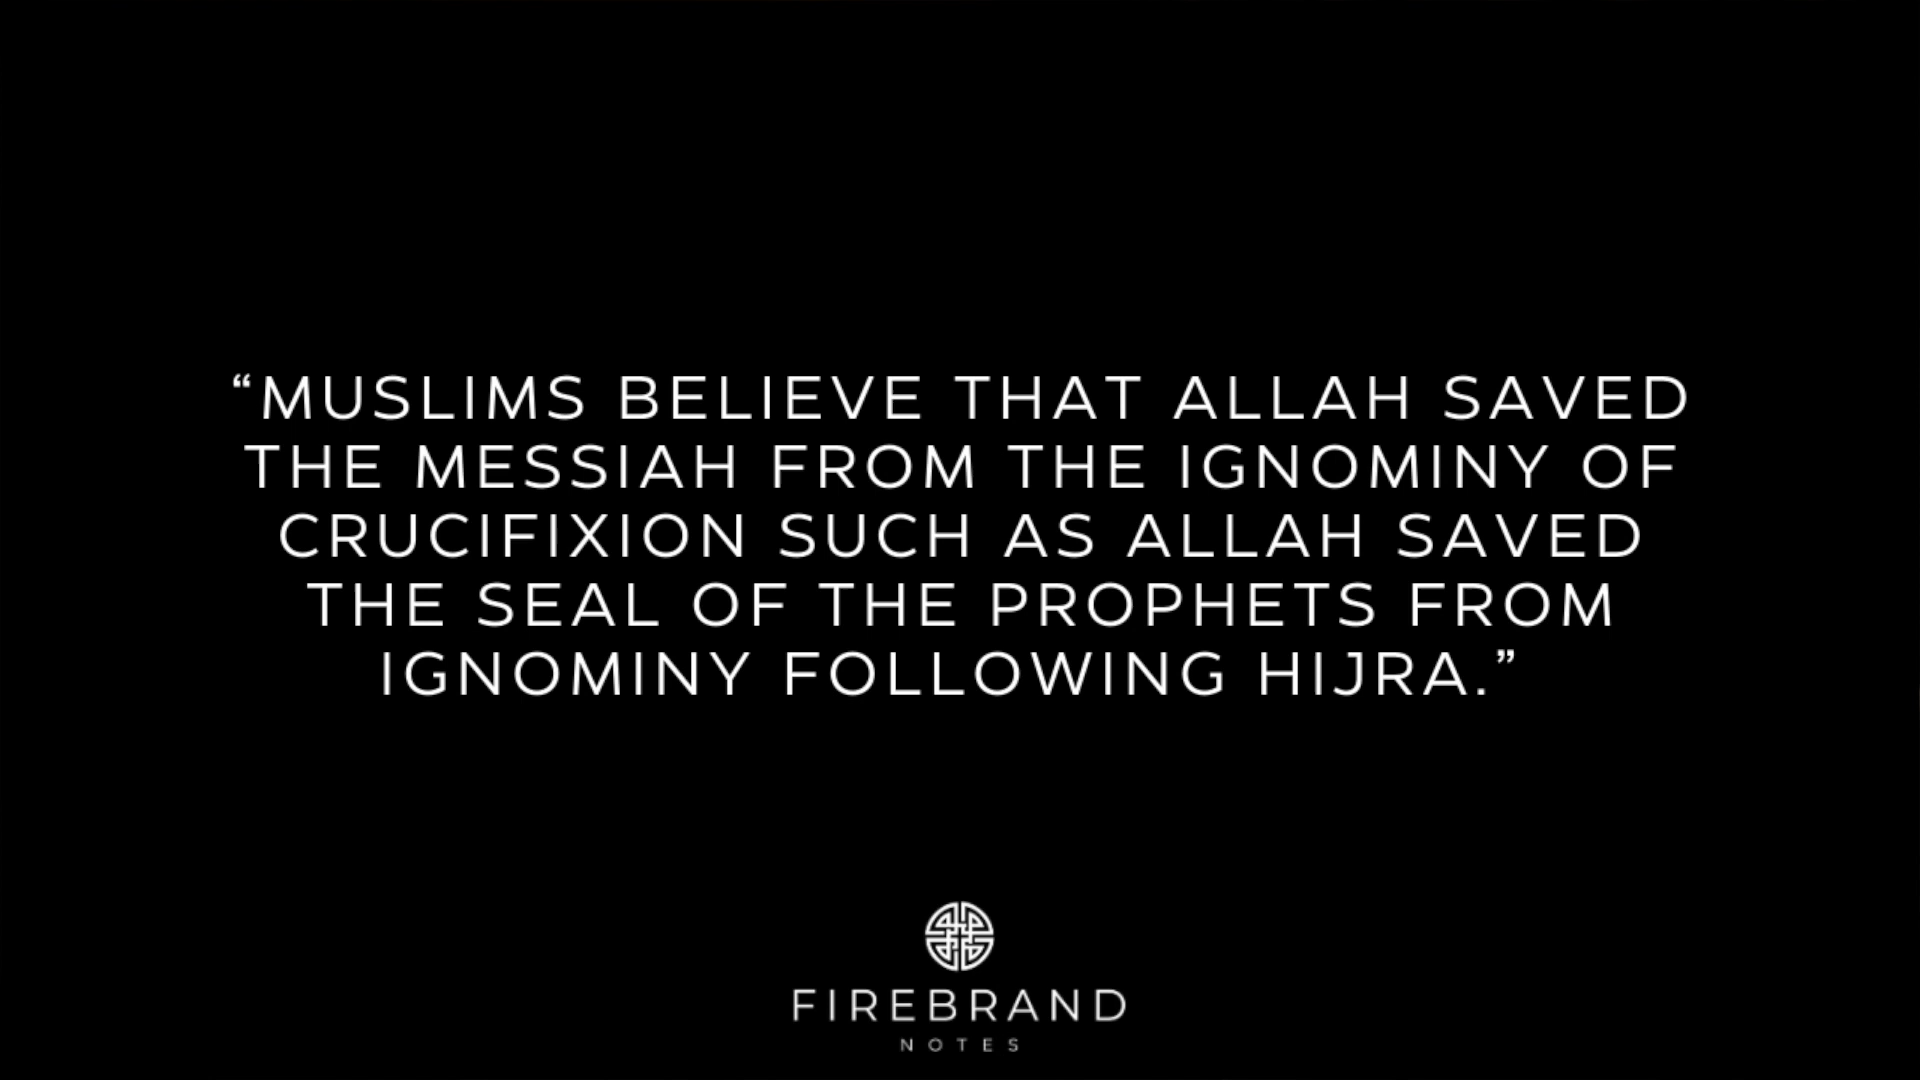 “MUSLIMS BELIEVE THAT ALLAH SAVED
THE MESSIAH FROM THE IGNOMINY OF
CRUCIFIXION SUCH AS ALLAH SAVED
THE SEAL OF THE PROPHETS FROM
IGNOMINY FOLLOWING HIJRA.”
FIREBRAND
NOTES